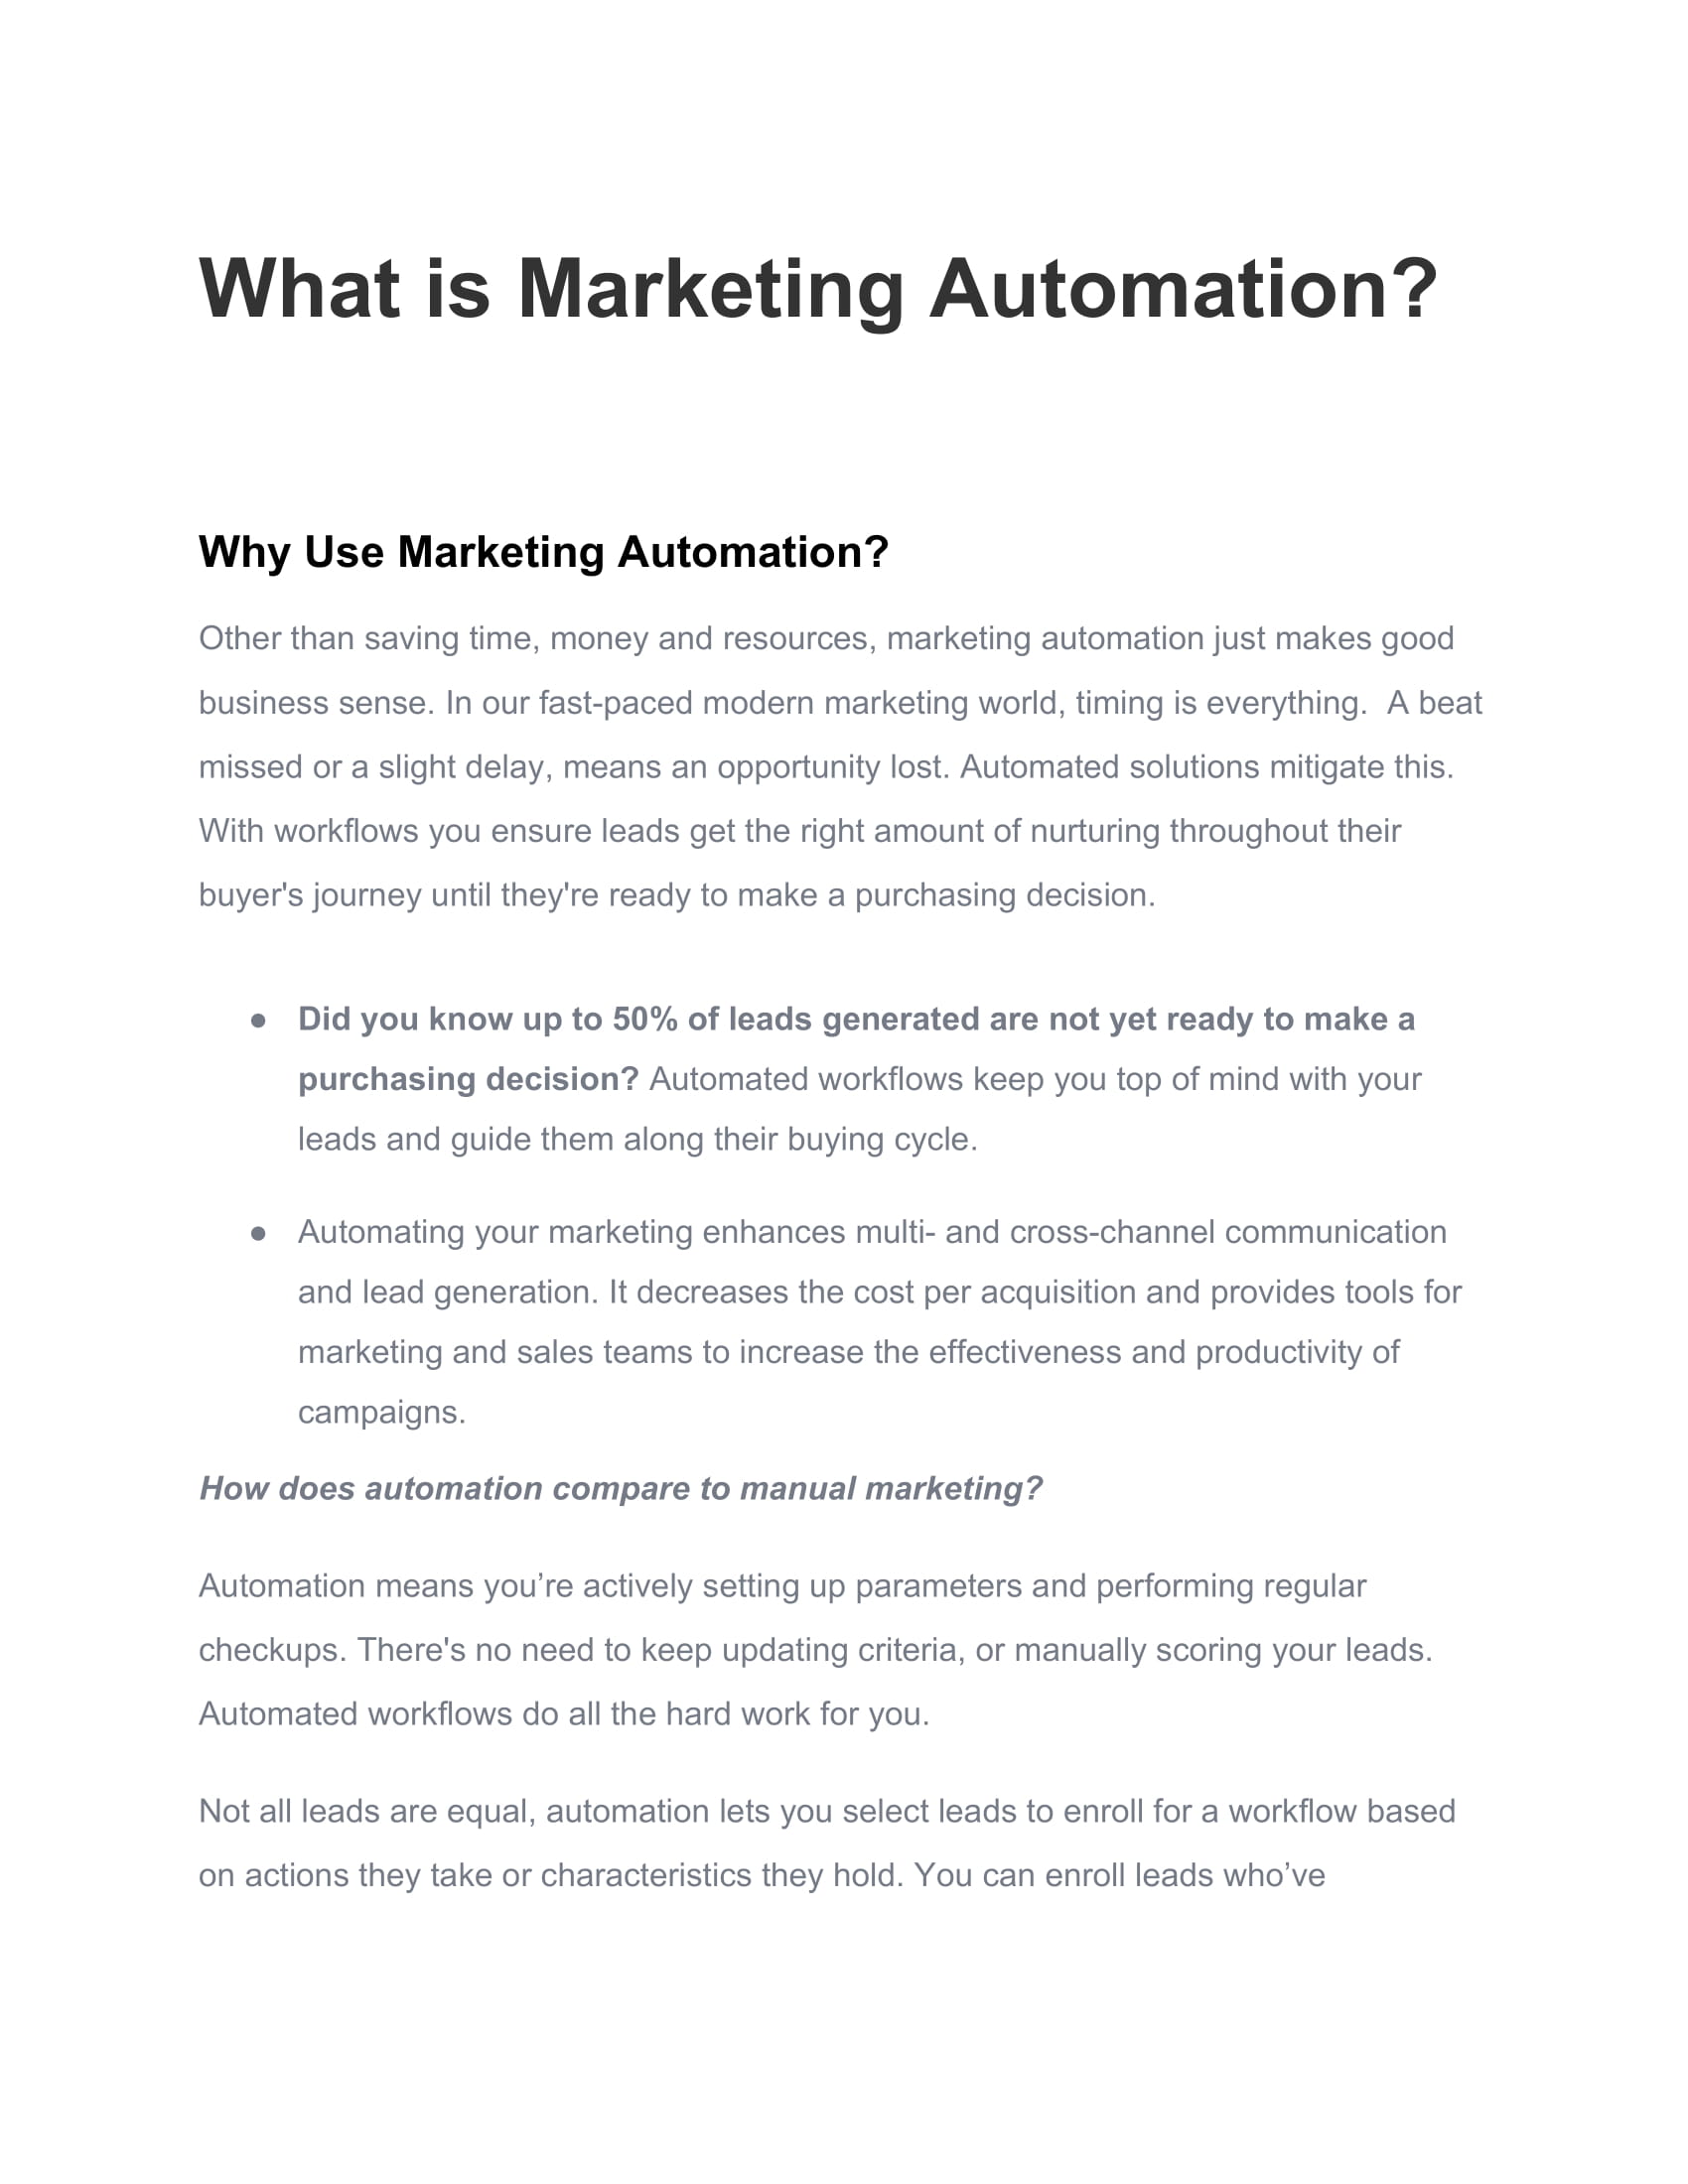 What is Marketing Automation?
Why Use Marketing Automation?
Other than saving time, money and resources, marketing automation just makes good
business sense. In our fast-paced modern marketing world, timing is everything.  A beat
missed or a slight delay, means an opportunity lost. Automated solutions mitigate this.
With workflows you ensure leads get the right amount of nurturing throughout their
buyer's journey until they're ready to make a purchasing decision.
● Did you know up to 50% of leads generated are not yet ready to make a
purchasing decision? Automated workflows keep you top of mind with your
leads and guide them along their buying cycle.
● Automating your marketing enhances multi- and cross-channel communication
and lead generation. It decreases the cost per acquisition and provides tools for
marketing and sales teams to increase the effectiveness and productivity of
campaigns.
How does automation compare to manual marketing?
Automation means you’re actively setting up parameters and performing regular
checkups. There's no need to keep updating criteria, or manually scoring your leads.
Automated workflows do all the hard work for you.
Not all leads are equal, automation lets you select leads to enroll for a workflow based
on actions they take or characteristics they hold. You can enroll leads who’ve